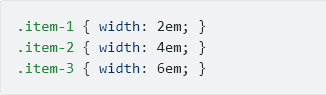 .item-1 { width: 2em; }
.item-2 { width: 4em; }
.item-3 { width: 6em; }